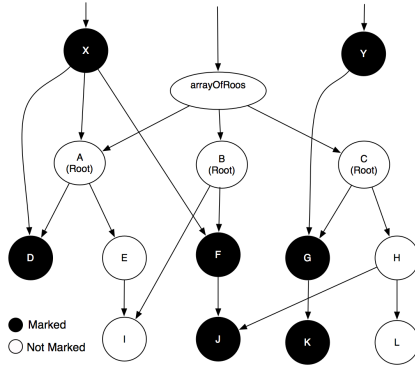 X
Y
arrayOfRoos
A
(Root)
B
(Root)
C
(Root)
D
E
F
G
H
I
J
K
L
Marked
Not Marked